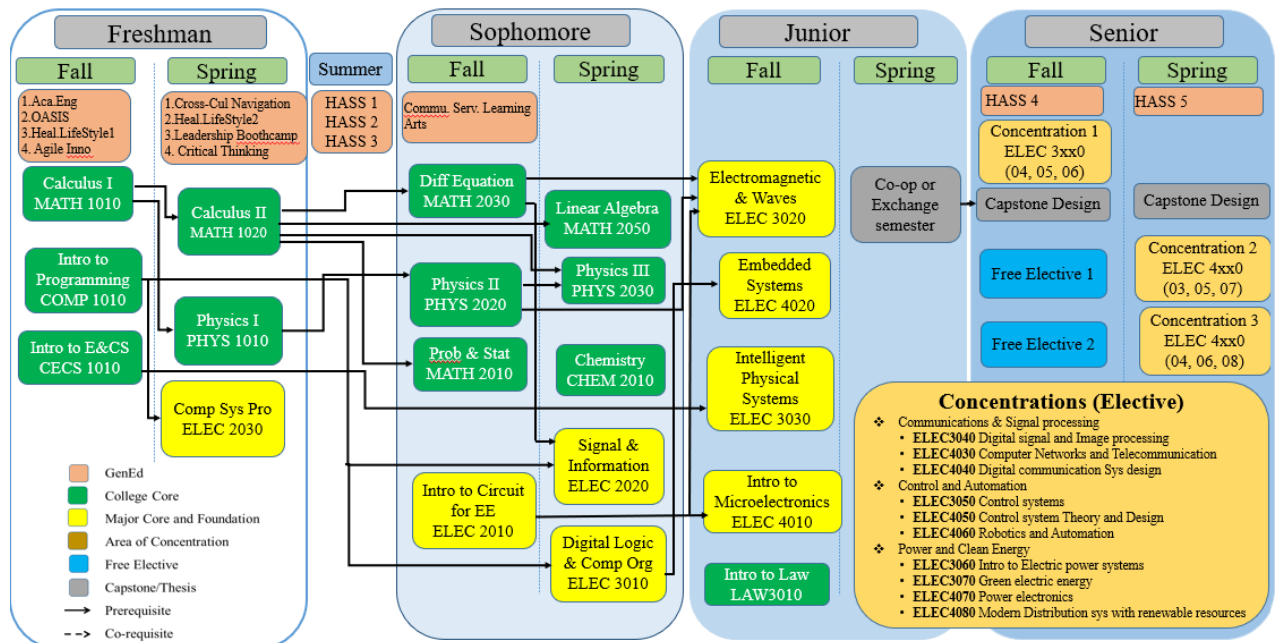 Freshman
Fall
Spring
1.Aca.Eng
2.OASIS
3.Heal.LifeStyle1
4. Agile Inno
1.Cross-Cul Navigation
2.Heal.LifeStyle2
3.Leadership Boothcamp
4. Critical Thinking
Calculus I
MATH 1010
Calculus II
MATH 1020
Intro to
Programming
COMP 1010
Physics I
PHYS 1010
Intro to E&CS
CECS 1010
Comp Sys Pro
ELEC 2030
GenEd
College Core
Major Core and Foundation
Area of Concentration
Free Elective
Capstone/Thesis
Prerequisite
Co-requisite
Summer
HASS 1
HASS 2
HASS 3
Sophomore
Fall
Spring
Commu. Serv. Learning
Arts
Diff Equation
MATH 2030
Linear Algebra
MATH 2050
Physics II
PHYS 2020
Physics III
PHYS 2030
Prob & Stat
MATH 2010
Chemistry
CHEM 2010
Signal &
Information
ELEC 2020
Intro to Circuit
for EE
ELEC 2010
Digital Logic
& Comp Org
ELEC 3010
Junior
Fall
Spring
Electromagnetic
& Waves
ELEC 3020
Co-op or
Exchange
semester
Embedded
Systems
ELEC 4020
Intelligent
Physical
Systems
ELEC 3030
Intro to
Microelectronics
ELEC 4010
Intro to Law
LAW3010
Senior
Fall
Spring
HASS 4
HASS 5
Concentration 1
ELEC 3xx0
(04, 05, 06)
Capstone Design
Capstone Design
Free Elective 1
Concentration 2
ELEC 4xx0
(03, 05, 07)
Free Elective 2
Concentration 3
ELEC 4xx0
(04, 06, 08)
Concentrations (Elective)
❖ Communications & Signal processing
• ELEC3040 Digital signal and Image processing
• ELEC4030 Computer Networks and Telecommunication
• ELEC4040 Digital communication Sys design
❖ Control and Automation
• ELEC3050 Control systems
• ELEC4050 Control system Theory and Design
• ELEC4060 Robotics and Automation
❖ Power and Clean Energy
• ELEC3060 Intro to Electric power systems
• ELEC3070 Green electric energy
• ELEC4070 Power electronics
• ELEC4080 Modern Distribution sys with renewable resources